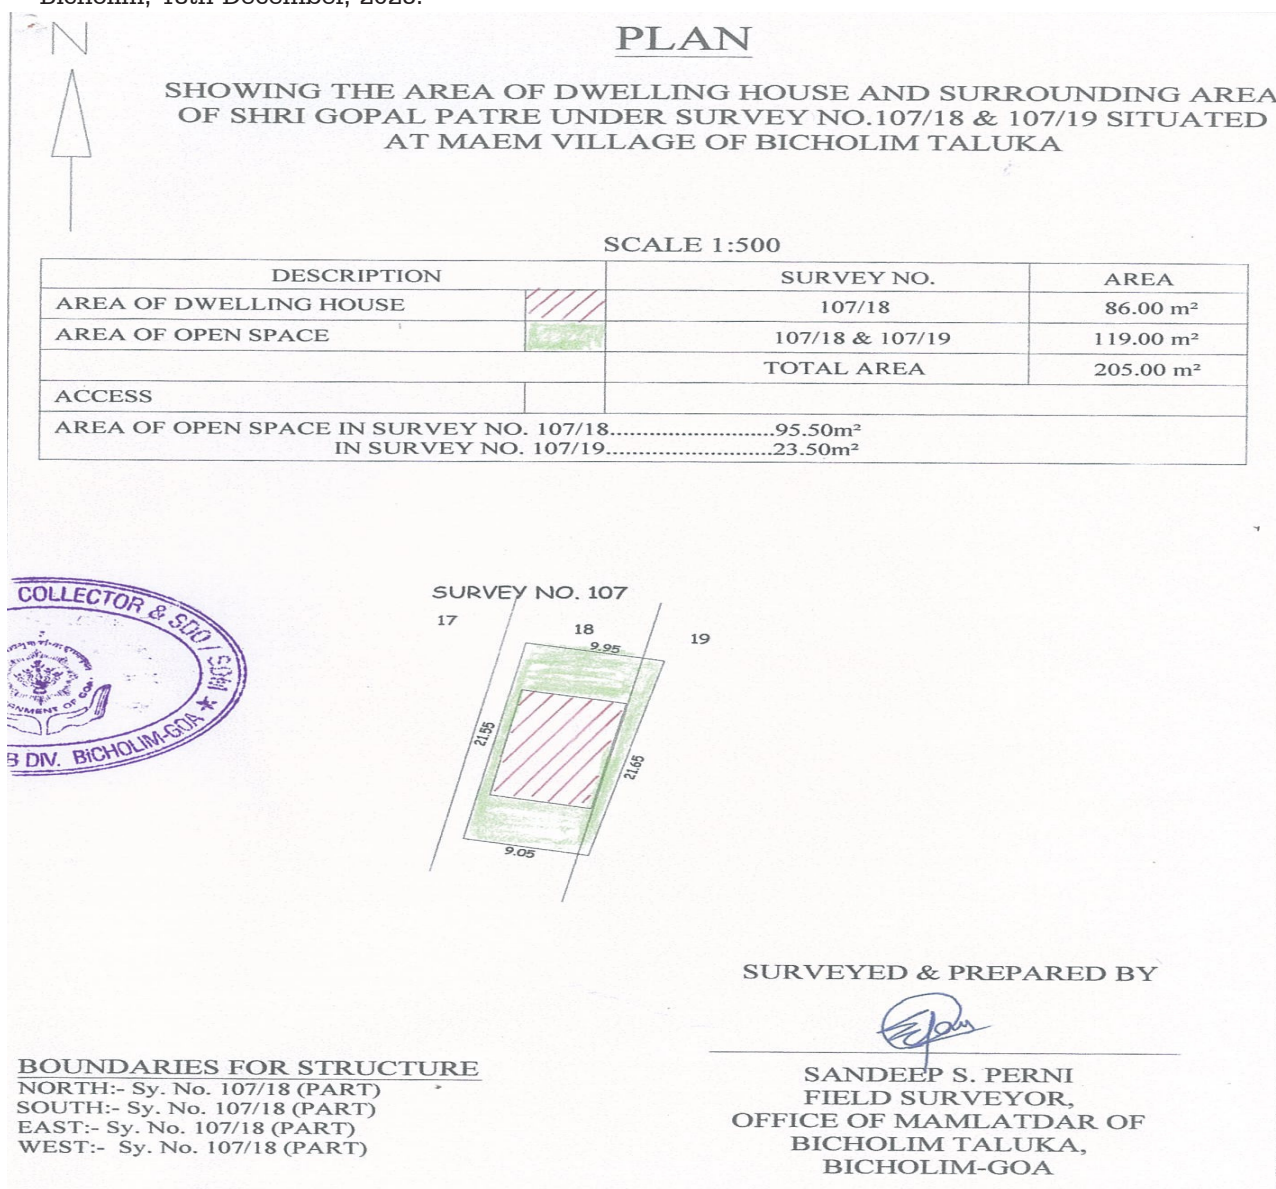 N
PLAN
SHOWING THE AREA OF DWELLING HOUSE AND SURROUNDING AREA
OF SHRI GOPAL PATRE UNDER SURVEY NO.107/18 & 107/19 SITUATED
AT MAEM VILLAGE OF BICHOLIM TALUKA
SCALE 1:500
DESCRIPTION SURVEY NO. AREA
AREA OF DWELLING HOUSE 107/18 86.00 m²
AREA OF OPEN SPACE 107/18 & 107/19 119.00 m²
TOTAL AREA 205.00 m²
ACCESS
AREA OF OPEN SPACE IN SURVEY NO. 107/18.........................95.50m²
IN SURVEY NO. 107/19.........................23.50m²
COLLECTOR & SDO / SDM ★
B DIV. BICHOLIM-GOA
SURVEY NO. 107
17
18
19
9.95
21.55
21.65
9.05
SURVEYED & PREPARED BY
SANDEEP S. PERNI
FIELD SURVEYOR,
OFFICE OF MAMLATDAR OF
BICHOLIM TALUKA,
BICHOLIM-GOA
BOUNDARIES FOR STRUCTURE
NORTH:- Sy. No. 107/18 (PART)
SOUTH:- Sy. No. 107/18 (PART)
EAST:- Sy. No. 107/18 (PART)
WEST:- Sy. No. 107/18 (PART)